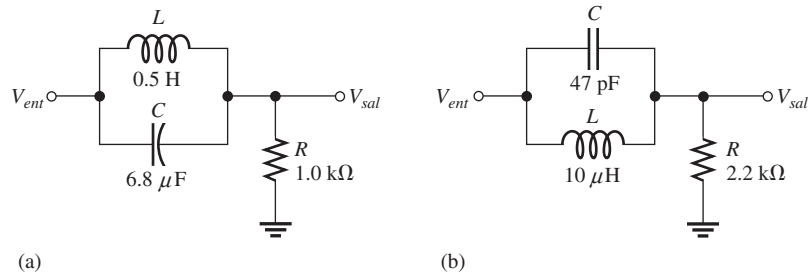 L
0.5 H
V_ent
V_sal
C
6.8 μF
R
1.0 kΩ
(a)
C
47 pF
V_ent
V_sal
L
10 μH
R
2.2 kΩ
(b)